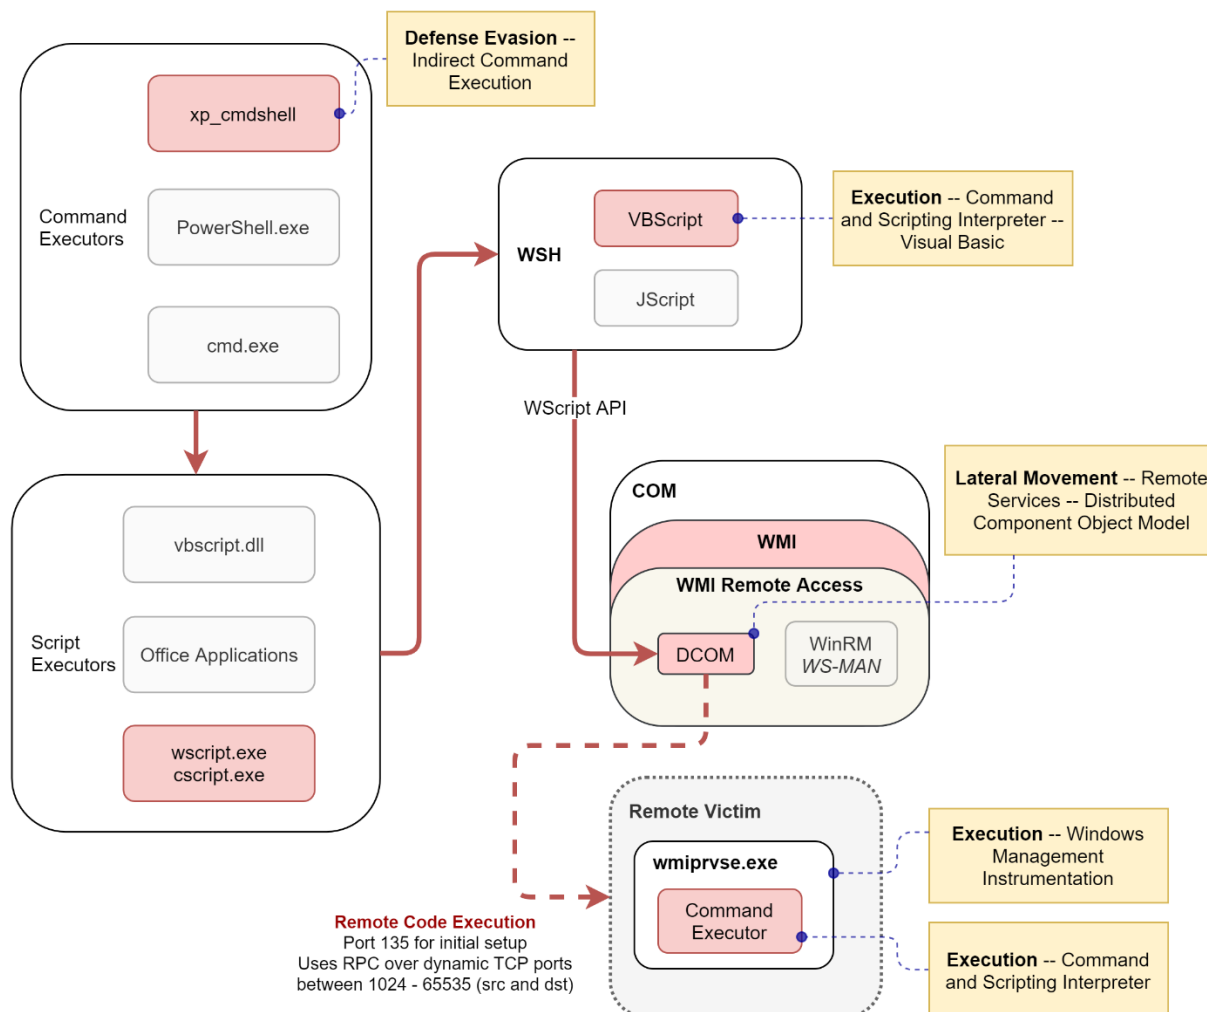 Defense Evasion --
Indirect Command
Execution
xp_cmdshell
Command
Executors
PowerShell.exe
cmd.exe
WSH
VBScript
JScript
Execution -- Command
and Scripting Interpreter --
Visual Basic
WScript API
vbscript.dll
Script
Executors
Office Applications
wscript.exe
cscript.exe
COM
WMI
WMI Remote Access
DCOM
WinRM
WS-MAN
Lateral Movement -- Remote
Services -- Distributed
Component Object Model
Remote Code Execution
Port 135 for initial setup
Uses RPC over dynamic TCP ports
between 1024 - 65535 (src and dst)
Remote Victim
wmiprvse.exe
Command
Executor
Execution -- Windows
Management
Instrumentation
Execution -- Command
and Scripting Interpreter